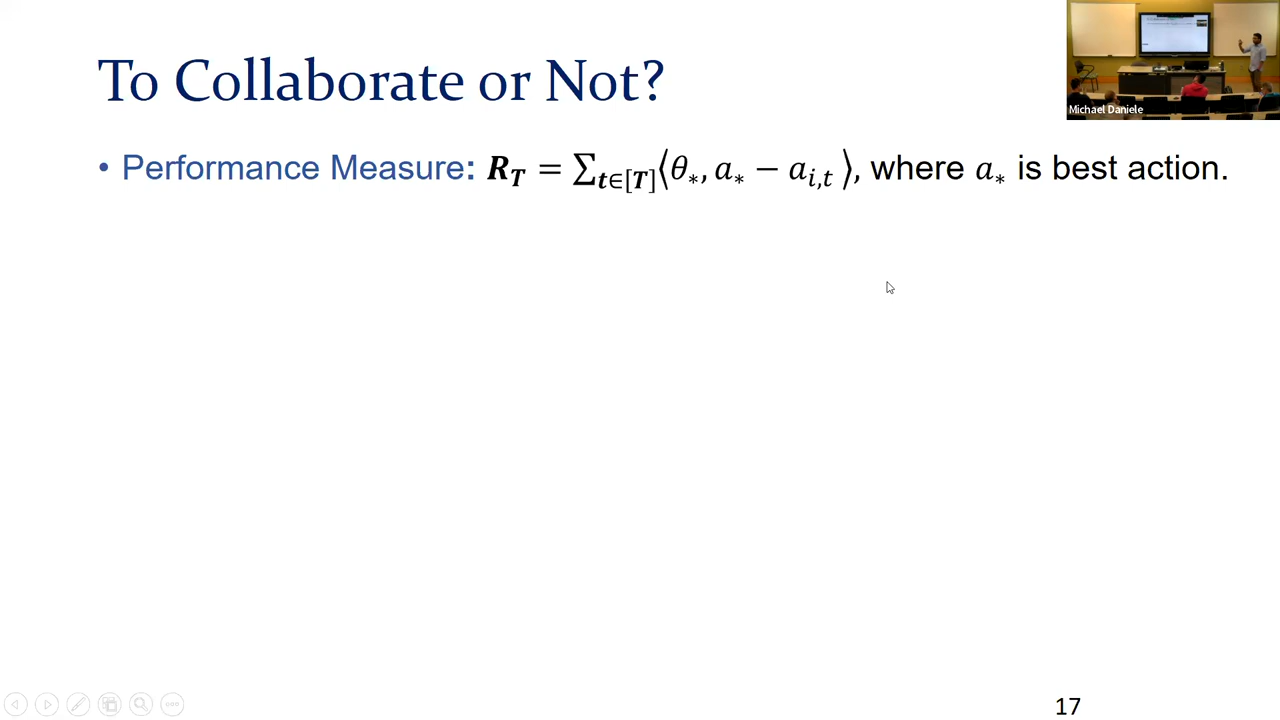 To Collaborate or Not?
Michael Daniele
• Performance Measure: R_T = ∑_{t∈[T]}⟨θ_*, a_* − a_{i,t} ⟩, where a_* is best action.
17